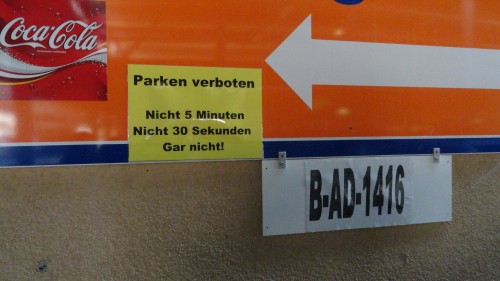 Coca-Cola
Parken verboten
Nicht 5 Minuten
Nicht 30 Sekunden
Gar nicht!
B-AD-1416